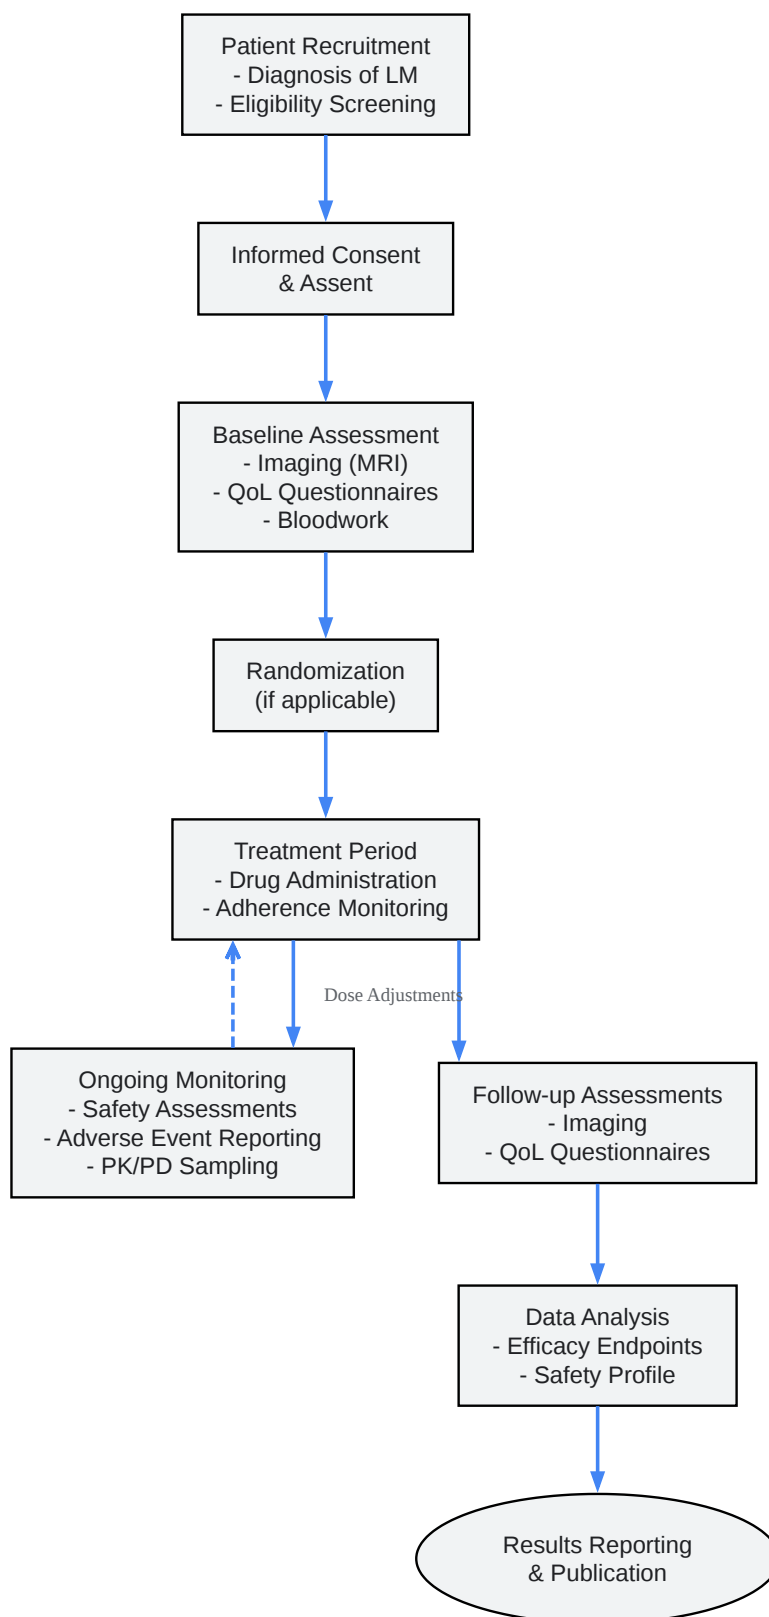 Patient Recruitment
- Diagnosis of LM
- Eligibility Screening
Informed Consent
& Assent
Baseline Assessment
- Imaging (MRI)
- QoL Questionnaires
- Bloodwork
Randomization
(if applicable)
Treatment Period
- Drug Administration
- Adherence Monitoring
Dose Adjustments
Ongoing Monitoring
- Safety Assessments
- Adverse Event Reporting
- PK/PD Sampling
Follow-up Assessments
- Imaging
- QoL Questionnaires
Data Analysis
- Efficacy Endpoints
- Safety Profile
Results Reporting
& Publication